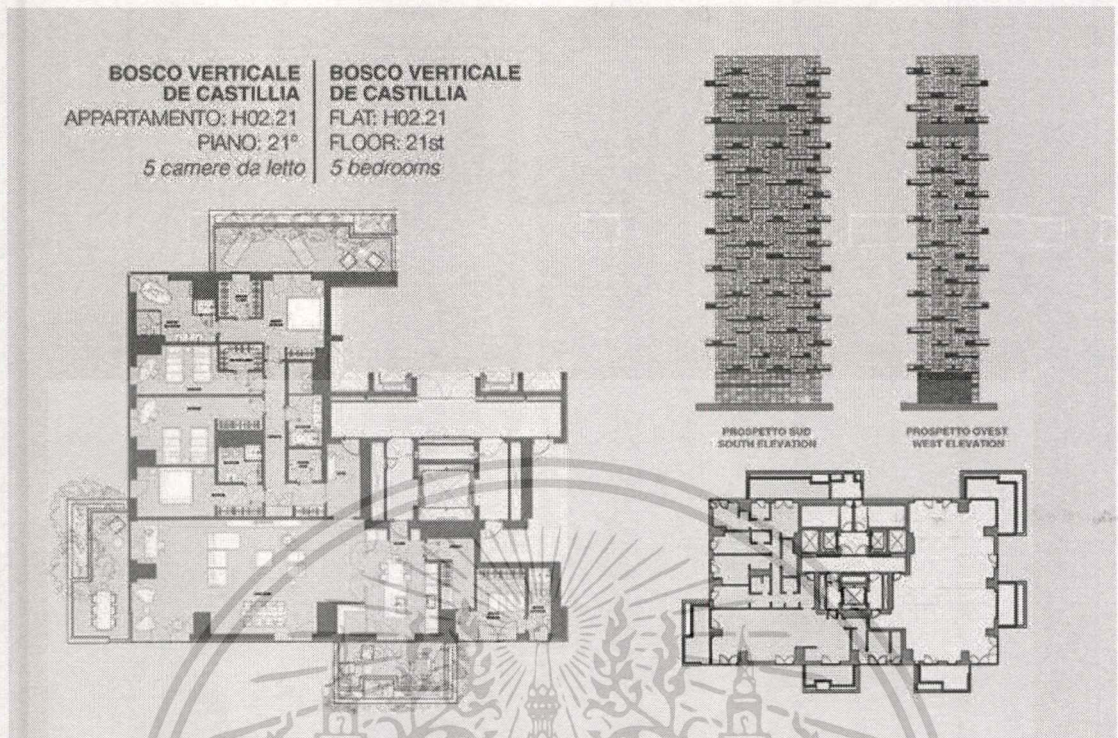 BOSCO VERTICALE
DE CASTILLIA
APPARTAMENTO: H02.21
PIANO: 21°
5 camere da letto
BOSCO VERTICALE
DE CASTILLIA
FLAT: H02.21
FLOOR: 21st
5 bedrooms
PROSPETTO SUD
SOUTH ELEVATION
PROSPETTO OVEST
WEST ELEVATION